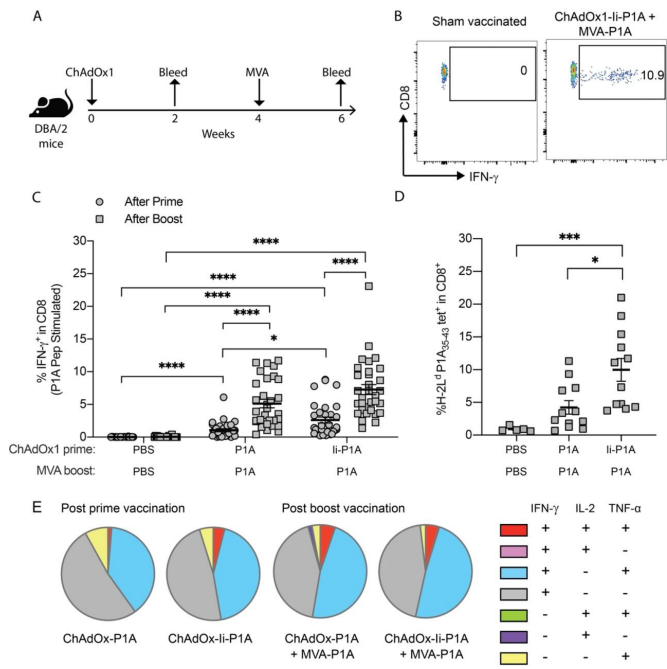 A
ChAdOx1
Bleed
MVA
Bleed
DBA/2
mice
0
2
4
6
Weeks
B
Sham vaccinated
ChAdOx1-Ii-P1A +
MVA-P1A
0
10.9
CD8
IFN-γ
C
After Prime
After Boost
% IFN-γ+ in CD8
(P1A Pep Stimulated)
30
25
20
15
10
5
0
****
****
****
****
****
*
****
ChAdOx1 prime:
PBS
P1A
Ii-P1A
MVA boost:
PBS
P1A
P1A
D
%H-2Ld P1A35-43 tet+ in CD8+
30
25
20
15
10
5
0
***
*
PBS
P1A
Ii-P1A
PBS
P1A
P1A
E
Post prime vaccination
Post boost vaccination
ChAdOx-P1A
ChAdOx-Ii-P1A
ChAdOx-P1A
+ MVA-P1A
ChAdOx-Ii-P1A
+ MVA-P1A
IFN-γ IL-2 TNF-α
+ + +
+ + -
+ - +
+ - -
- + +
- + -
- - +